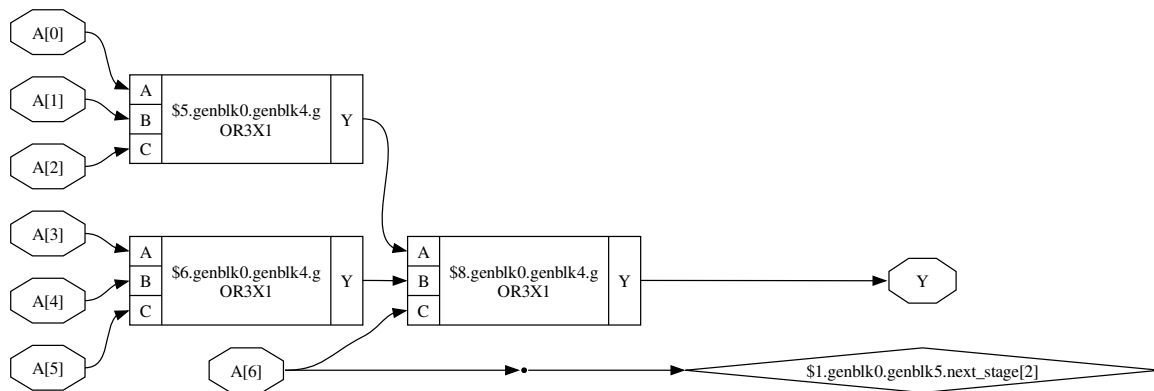 A[0]
A[1]
A[2]
A
B
C
$5.genblk0.genblk4.g
OR3X1
Y
A[3]
A[4]
A[5]
A
B
C
$6.genblk0.genblk4.g
OR3X1
Y
A[6]
A
B
C
$8.genblk0.genblk4.g
OR3X1
Y
Y
$1.genblk0.genblk5.next_stage[2]